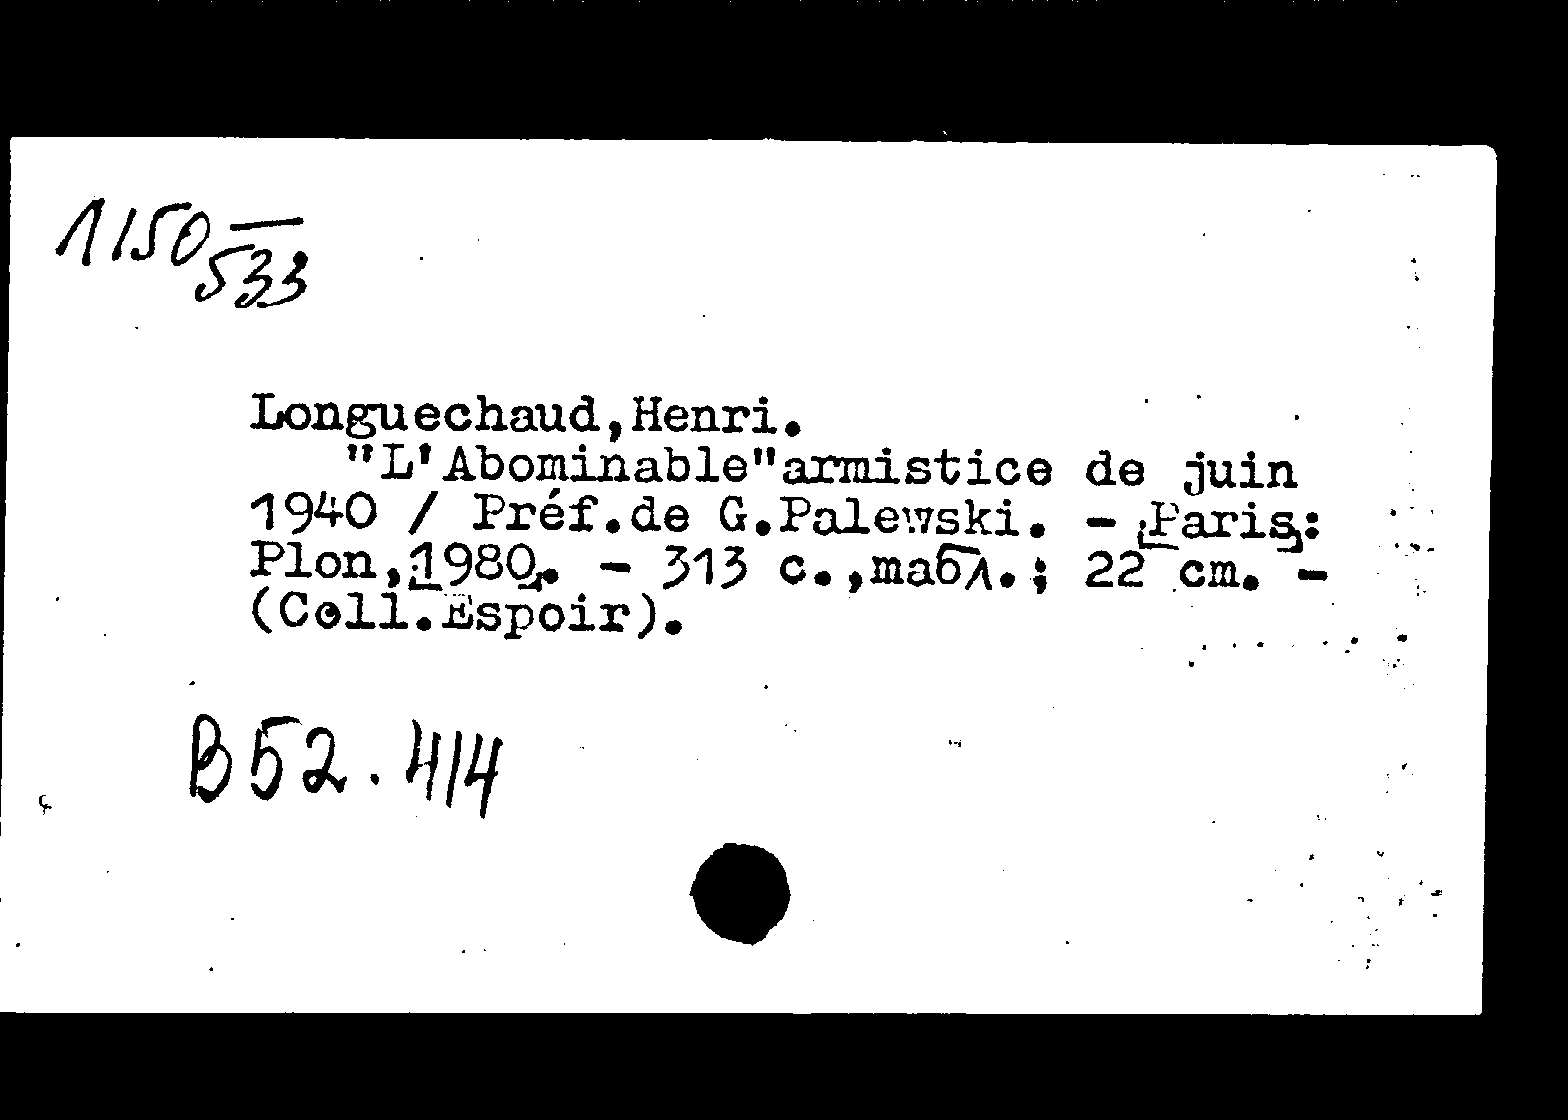 1150—
533
Longuechaud,Henri.
"L'Abominable"armistice de juin
1940 / Préf.de G.Palewski. - [Paris]:
Plon,[1980]. - 313 c.,табл.; 22 cm. -
(Coll.Espoir).
B52.414